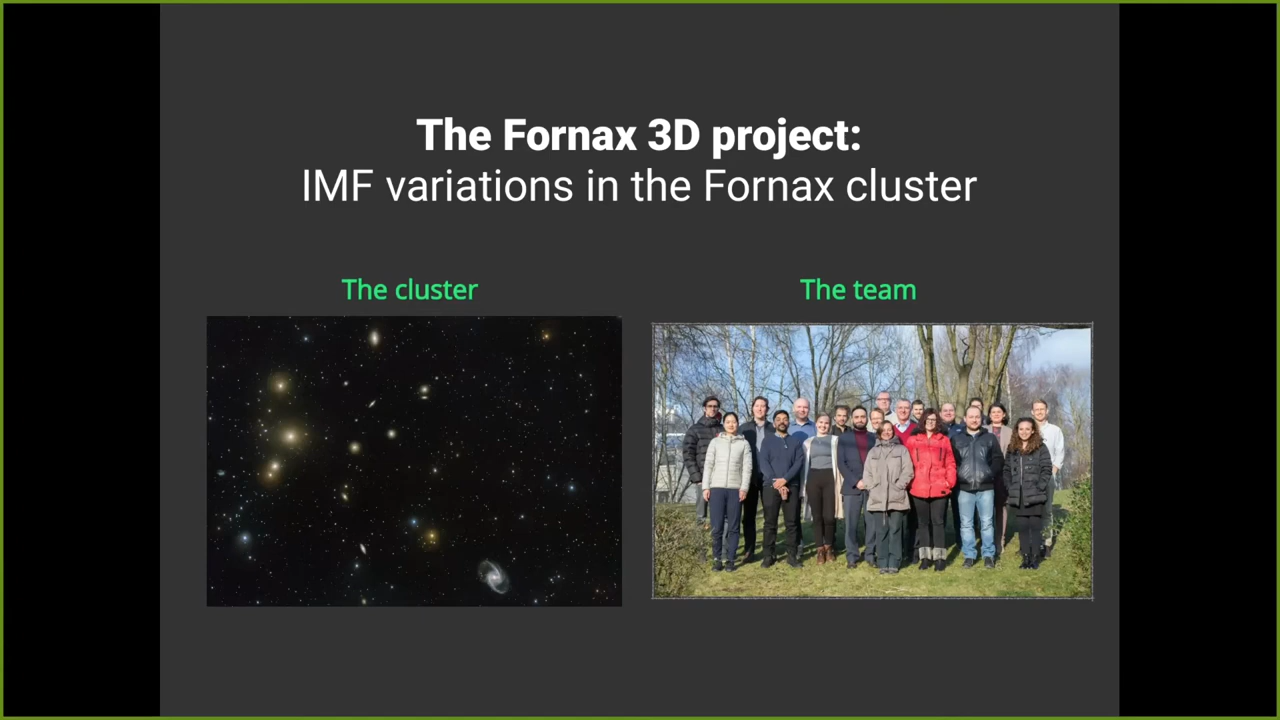 The Fornax 3D project:
IMF variations in the Fornax cluster
The cluster
The team